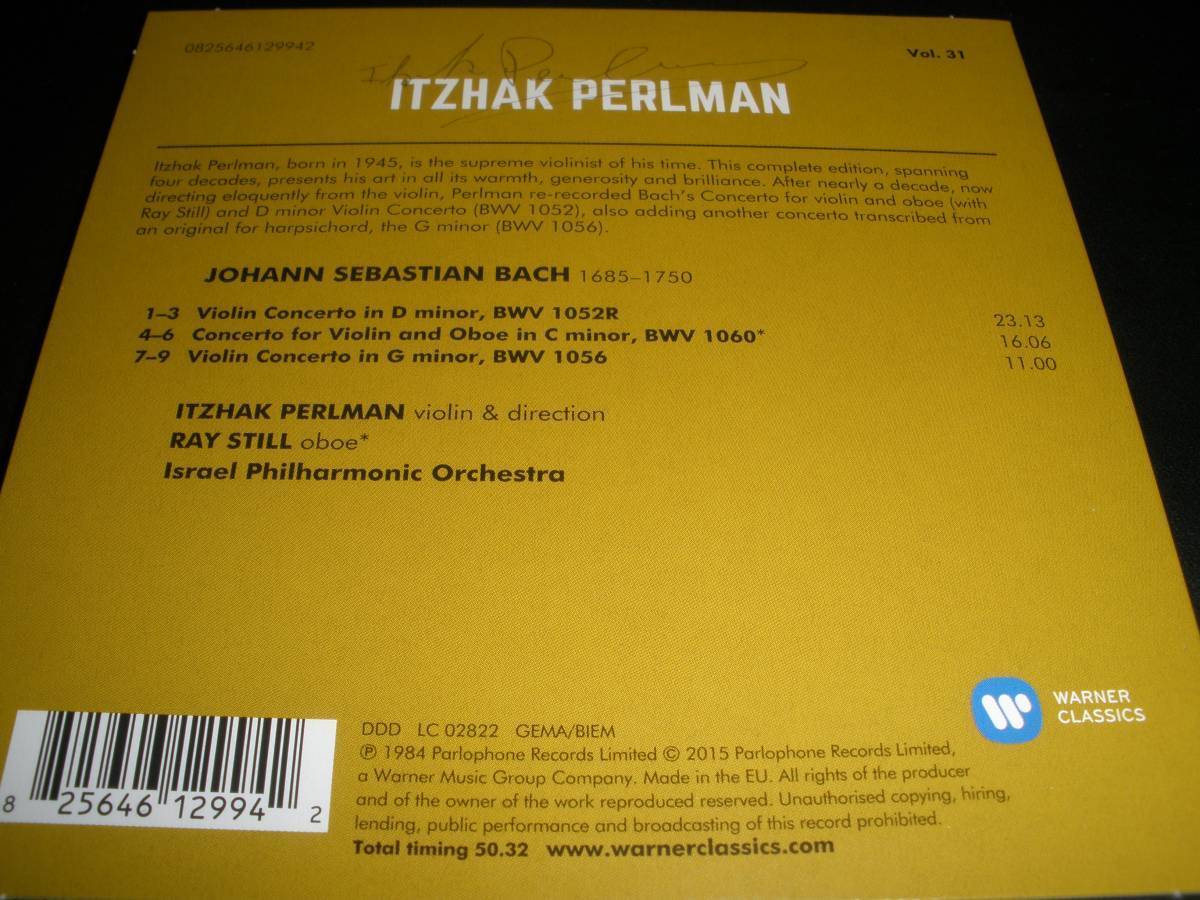 0825646129942
Vol. 31
Itzhak Perlman
ITZHAK PERLMAN
Itzhak Perlman, born in 1945, is the supreme violinist of his time. This complete edition, spanning
four decades, presents his art in all its warmth, generosity and brilliance. After nearly a decade, now
directing eloquently from the violin, Perlman re-recorded Bach's Concerto for violin and oboe (with
Ray Still) and D minor Violin Concerto (BWV 1052), also adding another concerto transcribed from
an original for harpsichord, the G minor (BWV 1056).
JOHANN SEBASTIAN BACH 1685–1750
1–3 Violin Concerto in D minor, BWV 1052R 23.13
4–6 Concerto for Violin and Oboe in C minor, BWV 1060* 16.06
7–9 Violin Concerto in G minor, BWV 1056 11.00
ITZHAK PERLMAN violin & direction
RAY STILL oboe*
Israel Philharmonic Orchestra
WARNER
CLASSICS
DDD LC 02822 GEMA/BIEM
℗ 1984 Parlophone Records Limited © 2015 Parlophone Records Limited,
a Warner Music Group Company. Made in the EU. All rights of the producer
and of the owner of the work reproduced reserved. Unauthorised copying, hiring,
lending, public performance and broadcasting of this record prohibited.
Total timing 50.32 www.warnerclassics.com
8 25646 12994 2